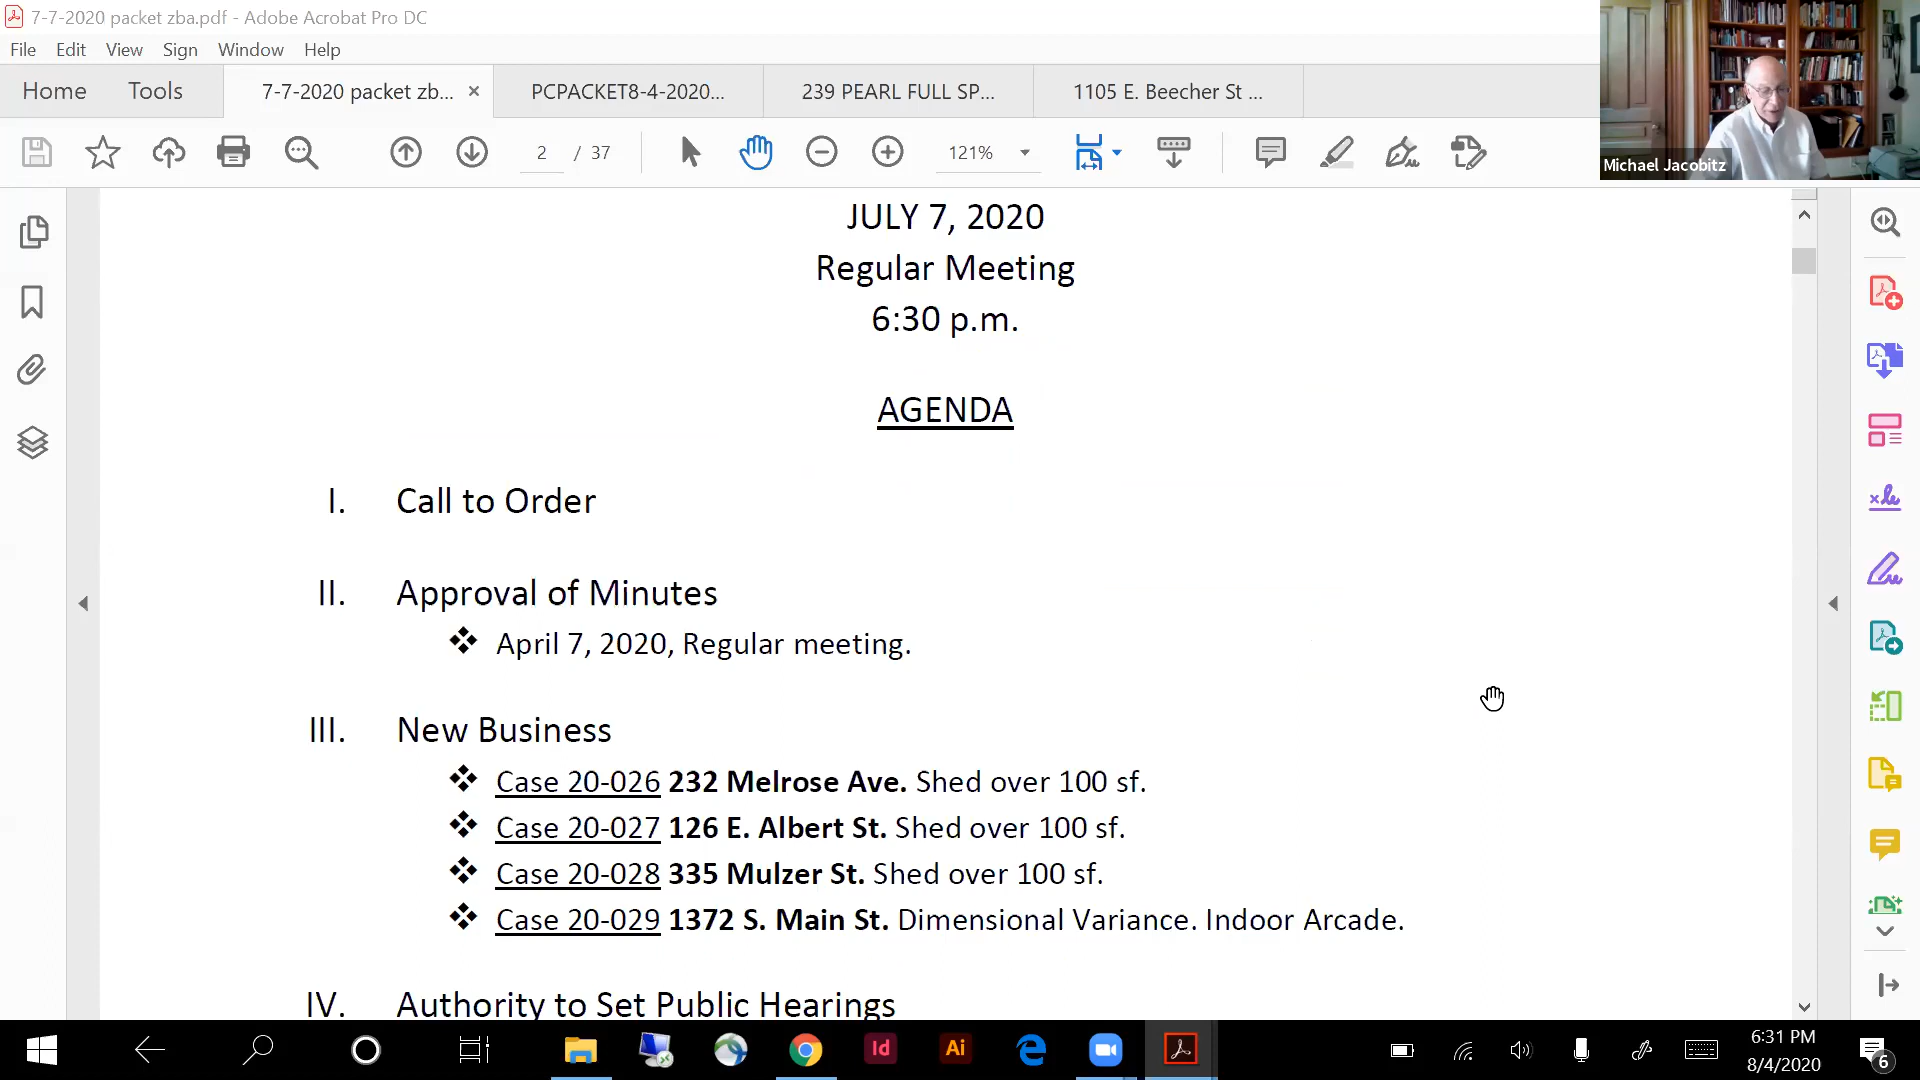 7-7-2020 packet zba.pdf - Adobe Acrobat Pro DC
File Edit View Sign Window Help
Home Tools 7-7-2020 packet zb... × PCPACKET8-4-2020... 239 PEARL FULL SP... 1105 E. Beecher St ...
2 / 37 121%
Michael Jacobitz
JULY 7, 2020
Regular Meeting
6:30 p.m.
AGENDA
I. Call to Order
II. Approval of Minutes
❖ April 7, 2020, Regular meeting.
III. New Business
❖ Case 20-026 232 Melrose Ave. Shed over 100 sf.
❖ Case 20-027 126 E. Albert St. Shed over 100 sf.
❖ Case 20-028 335 Mulzer St. Shed over 100 sf.
❖ Case 20-029 1372 S. Main St. Dimensional Variance. Indoor Arcade.
IV. Authority to Set Public Hearings
Id Ai
6:31 PM
8/4/2020
6